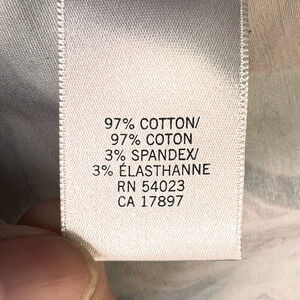 97% COTTON/
97% COTON
3% SPANDEX/
3% ÉLASTHANNE
RN 54023
CA 17897